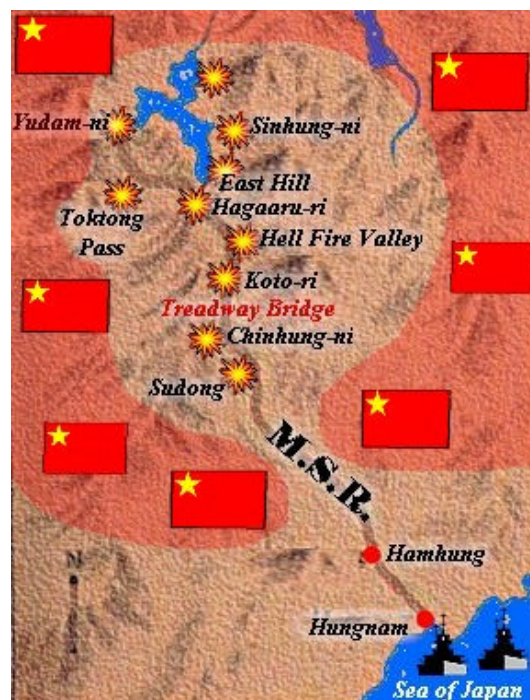 Yudam-ni
Sinhung-ni
East Hill
Hagaaru-ri
Toktong
Pass
Hell Fire Valley
Koto-ri
Treadway Bridge
Chinhung-ni
Sudong
M.S.R.
N
Hamhung
Hungnam
Sea of Japan